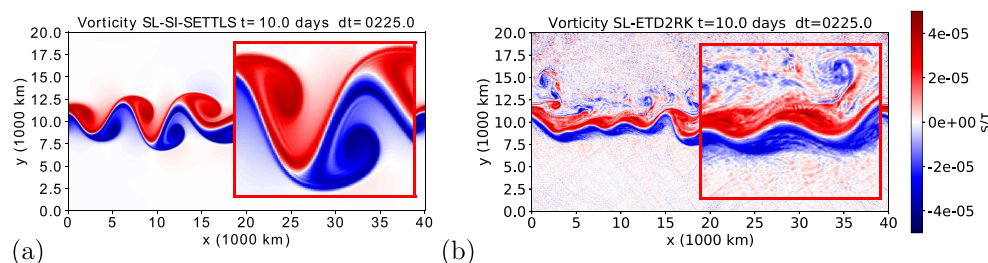 Vorticity SL-SI-SETTLS t=10.0 days dt=0225.0
20.0
17.5
15.0
12.5
10.0
7.5
5.0
2.5
0.0
y (1000 km)
0 5 10 15 20 25 30 35 40
x (1000 km)
(a)
Vorticity SL-ETD2RK t=10.0 days dt=0225.0
20.0
17.5
15.0
12.5
10.0
7.5
5.0
2.5
0.0
y (1000 km)
0 5 10 15 20 25 30 35 40
x (1000 km)
(b)
4e-05
2e-05
0e+00
−2e-05
−4e-05
1/s